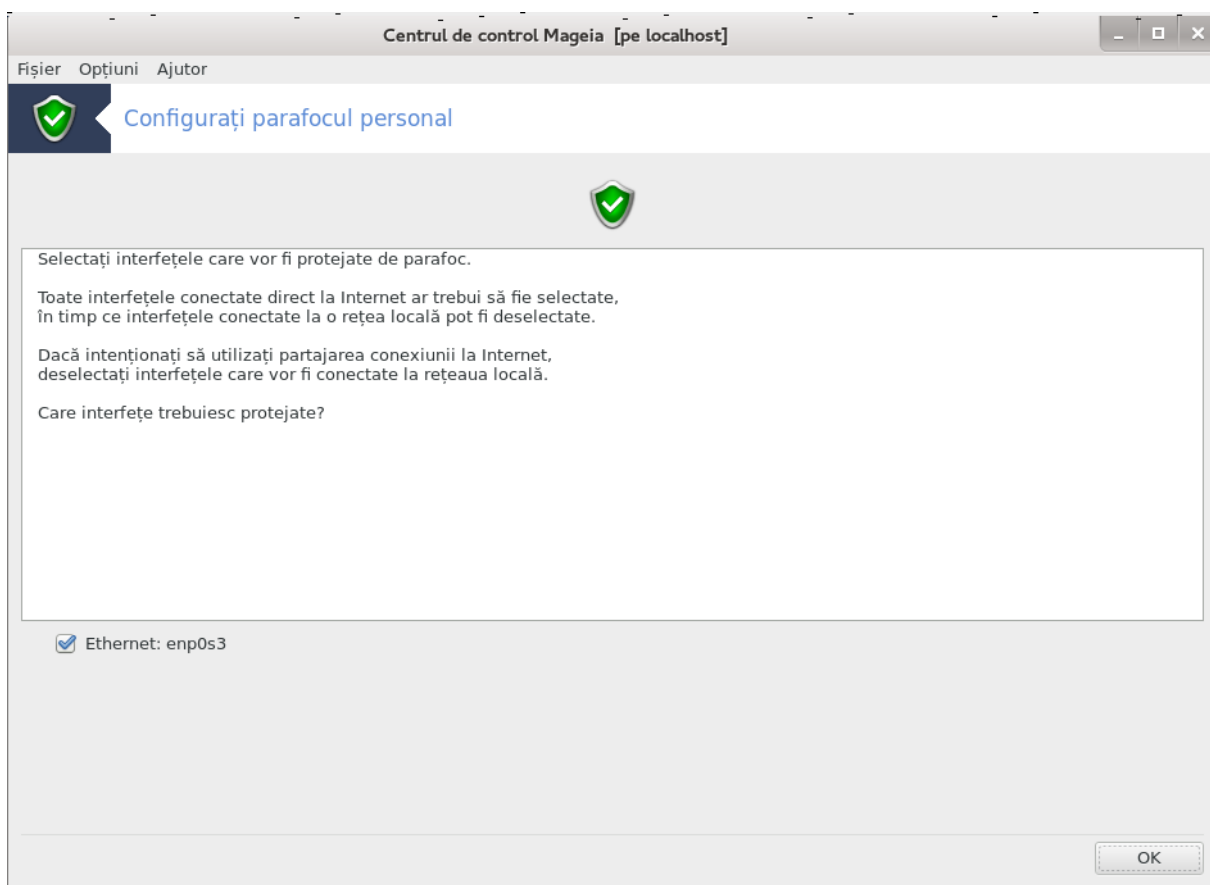 Centrul de control Mageia [pe localhost]
Fișier Opțiuni Ajutor
Configurați parafocul personal
Selectați interfețele care vor fi protejate de parafoc.
Toate interfețele conectate direct la Internet ar trebui să fie selectate,
în timp ce interfețele conectate la o rețea locală pot fi deselectate.
Dacă intenționați să utilizați partajarea conexiunii la Internet,
deselectați interfețele care vor fi conectate la rețeaua locală.
Care interfețe trebuiesc protejate?
Ethernet: enp0s3
OK